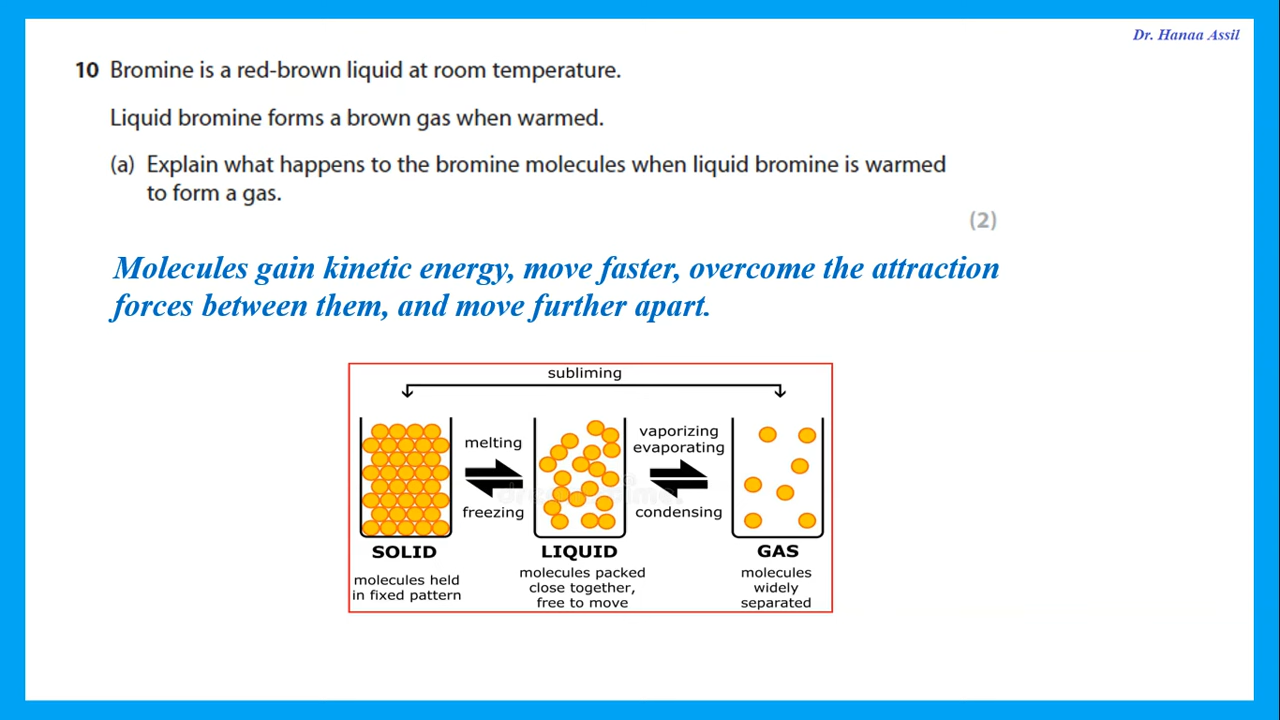 Dr. Hanaa Assil
10 Bromine is a red-brown liquid at room temperature.
Liquid bromine forms a brown gas when warmed.
(a) Explain what happens to the bromine molecules when liquid bromine is warmed
to form a gas.
(2)
Molecules gain kinetic energy, move faster, overcome the attraction
forces between them, and move further apart.
subliming
melting
freezing
vaporizing
evaporating
condensing
SOLID
molecules held
in fixed pattern
LIQUID
molecules packed
close together,
free to move
GAS
molecules
widely
separated